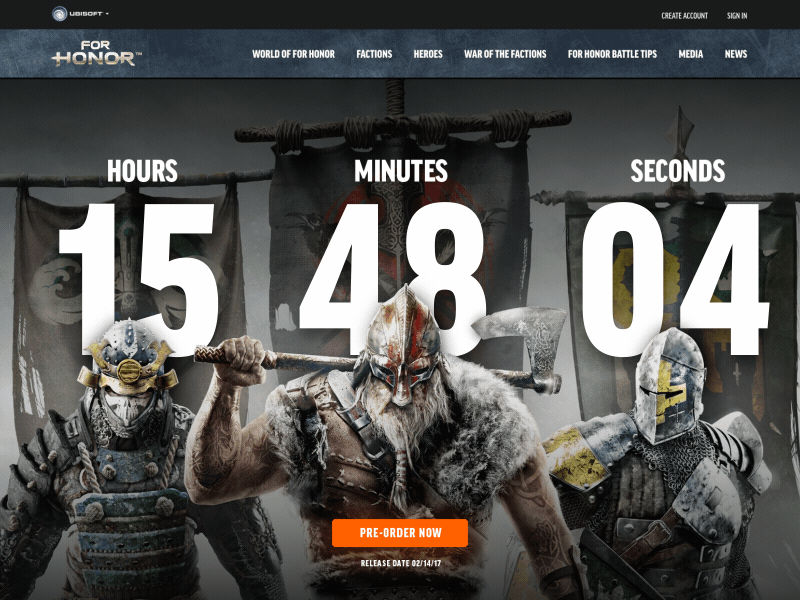 UBISOFT
CREATE ACCOUNT SIGN IN
FOR
HONOR™
WORLD OF FOR HONOR FACTIONS HEROES WAR OF THE FACTIONS FOR HONOR BATTLE TIPS MEDIA NEWS
HOURS MINUTES SECONDS
15 48 04
PRE-ORDER NOW
RELEASE DATE 02/14/17